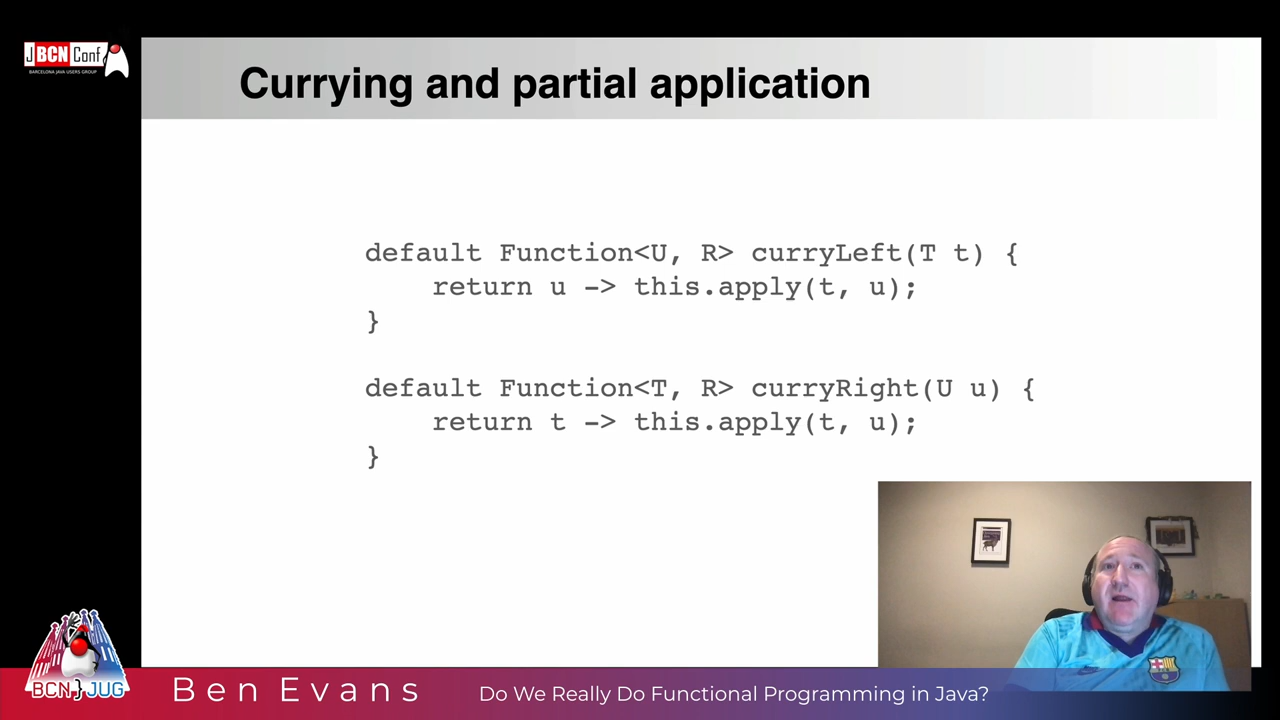 JBCNConf
BARCELONA JAVA USERS GROUP
Currying and partial application
default Function<U, R> curryLeft(T t) {
return u -> this.apply(t, u);
}
default Function<T, R> curryRight(U u) {
return t -> this.apply(t, u);
}
BCN}JUG
Ben Evans
Do We Really Do Functional Programming in Java?